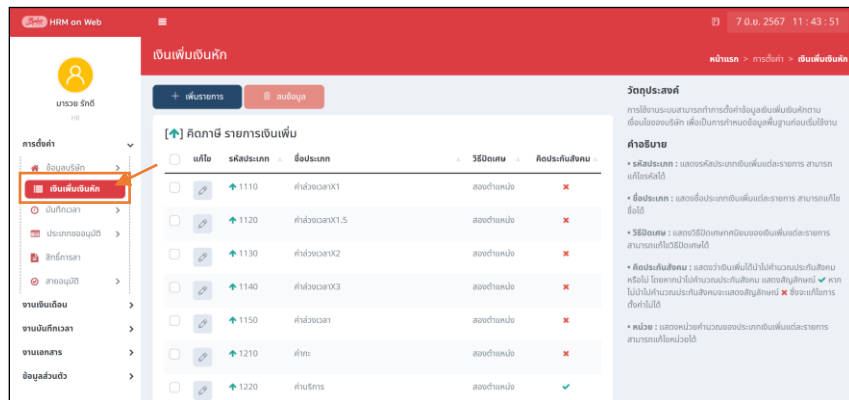 HRM on Web
7 มิ.ย. 2567 11:43:51
เงินเพิ่มเงินหัก
หน้าแรก > การตั้งค่า > เงินเพิ่มเงินหัก
มารวย รักดี
HR
การตั้งค่า
ข้อมูลบริษัท
เงินเพิ่มเงินหัก
บันทึกเวลา
ประเภทขออนุมัติ
สิทธิ์การลา
สายอนุมัติ
งานเงินเดือน
งานบันทึกเวลา
งานเอกสาร
ข้อมูลส่วนตัว
+ เพิ่มรายการ
ลบข้อมูล
[↑] คิดภาษี รายการเงินเพิ่ม
แก้ไข รหัสประเภท ชื่อประเภท วิธีปัดเศษ คิดประกันสังคม
1110 ค่าล่วงเวลาX1 สองตำแหน่ง ✖
1120 ค่าล่วงเวลาX1.5 สองตำแหน่ง ✖
1130 ค่าล่วงเวลาX2 สองตำแหน่ง ✖
1140 ค่าล่วงเวลาX3 สองตำแหน่ง ✖
1150 ค่าล่วงเวลา สองตำแหน่ง ✖
1210 ค่ากะ สองตำแหน่ง ✖
1220 ค่าบริการ สองตำแหน่ง ✔
วัตถุประสงค์
การใช้งานระบบสามารถทำการตั้งค่าข้อมูลเงินเพิ่มเงินหักตาม
เงื่อนไขของบริษัท เพื่อเป็นการกำหนดข้อมูลพื้นฐานก่อนเริ่มใช้งาน
คำอธิบาย
• รหัสประเภท : แสดงรหัสประเภทเงินเพิ่มแต่ละรายการ สามารถ
แก้ไขรหัสได้
• ชื่อประเภท : แสดงชื่อประเภทเงินเพิ่มแต่ละรายการ สามารถแก้ไข
ชื่อได้
• วิธีปัดเศษ : แสดงวิธีปัดเศษทศนิยมของเงินเพิ่มแต่ละรายการ
สามารถแก้ไขวิธีปัดเศษได้
• คิดประกันสังคม : แสดงว่าเงินเพิ่มได้นำไปคำนวณประกันสังคม
หรือไม่ โดยหากนำไปคำนวณประกันสังคม แสดงสัญลักษณ์ ✔ หาก
ไม่นำไปคำนวณประกันสังคมจะแสดงสัญลักษณ์ ✖ ซึ่งจะแก้ไขการ
ตั้งค่าไม่ได้
• หน่วย : แสดงหน่วยคำนวณของประเภทเงินเพิ่มแต่ละรายการ
สามารถแก้ไขหน่วยได้